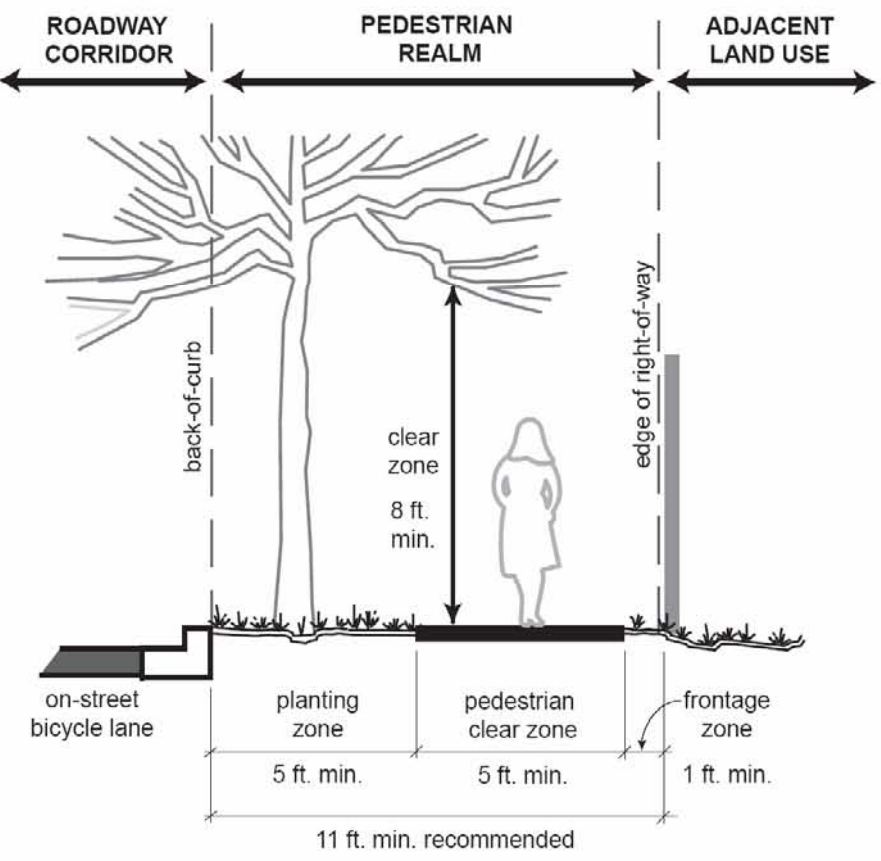 ROADWAY
CORRIDOR
PEDESTRIAN
REALM
ADJACENT
LAND USE
back-of-curb
edge of right-of-way
clear
zone
8 ft.
min.
on-street
bicycle lane
planting
zone
pedestrian
clear zone
frontage
zone
5 ft. min.
5 ft. min.
1 ft. min.
11 ft. min. recommended